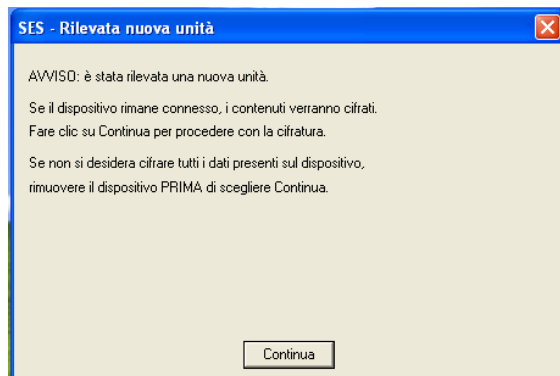 SES - Rilevata nuova unità
AVVISO: è stata rilevata una nuova unità.
Se il dispositivo rimane connesso, i contenuti verranno cifrati.
Fare clic su Continua per procedere con la cifratura.
Se non si desidera cifrare tutti i dati presenti sul dispositivo,
rimuovere il dispositivo PRIMA di scegliere Continua.
Continua